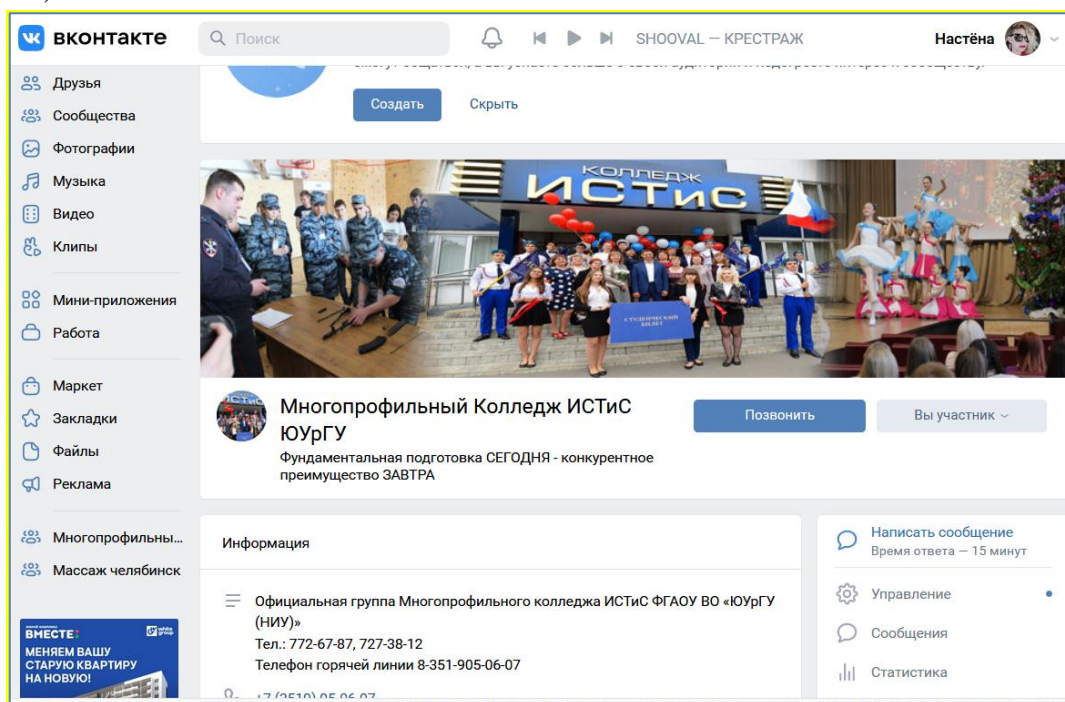 вконтакте
Поиск
SHOOVAL — КРЕСТРАЖ
Настёна
Друзья
Сообщества
Фотографии
Музыка
Видео
Клипы
Мини-приложения
Работа
Маркет
Закладки
Файлы
Реклама
Многопрофильны...
Массаж челябинск
ВМЕСТЕ:
white group
МЕНЯЕМ ВАШУ
СТАРУЮ КВАРТИРУ
НА НОВУЮ!
Создать
Скрыть
КОЛЛЕДЖ
ИСТиС
СТУДЕНЧЕСКИЙ
БИЛЕТ
Многопрофильный Колледж ИСТиС
ЮУрГУ
Фундаментальная подготовка СЕГОДНЯ - конкурентное
преимущество ЗАВТРА
Позвонить
Вы участник
Информация
Официальная группа Многопрофильного колледжа ИСТиС ФГАОУ ВО «ЮУрГУ
(НИУ)»
Тел.: 772-67-87, 727-38-12
Телефон горячей линии 8-351-905-06-07
Написать сообщение
Время ответа — 15 минут
Управление
Сообщения
Статистика